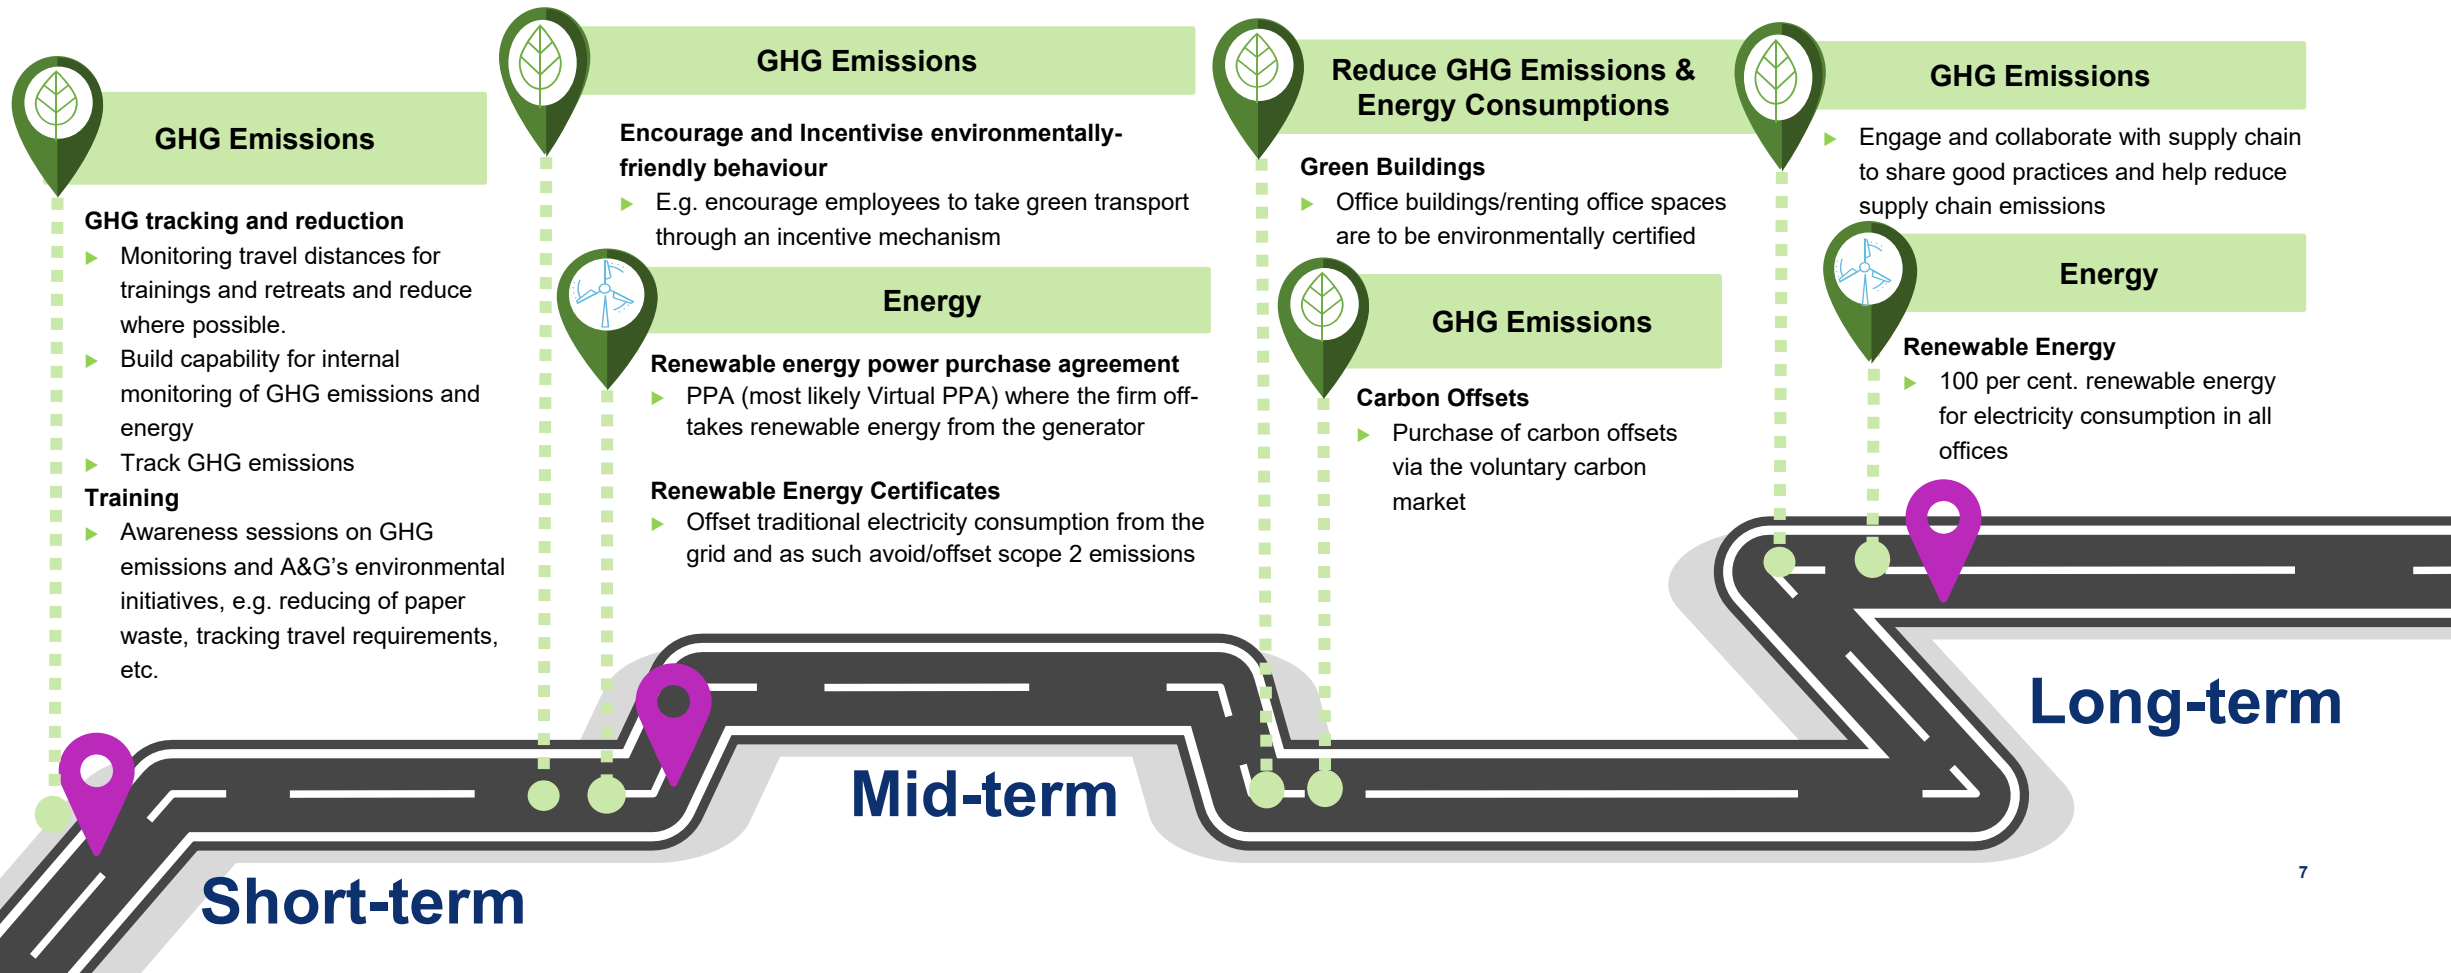 GHG Emissions
GHG tracking and reduction
Monitoring travel distances for
trainings and retreats and reduce
where possible.
Build capability for internal
monitoring of GHG emissions and
energy
Track GHG emissions
Training
Awareness sessions on GHG
emissions and A&G’s environmental
initiatives, e.g. reducing of paper
waste, tracking travel requirements,
etc.
GHG Emissions
Encourage and Incentivise environmentally-
friendly behaviour
E.g. encourage employees to take green transport
through an incentive mechanism
Energy
Renewable energy power purchase agreement
PPA (most likely Virtual PPA) where the firm off-
takes renewable energy from the generator
Renewable Energy Certificates
Offset traditional electricity consumption from the
grid and as such avoid/offset scope 2 emissions
Reduce GHG Emissions &
Energy Consumptions
Green Buildings
Office buildings/renting office spaces
are to be environmentally certified
GHG Emissions
Carbon Offsets
Purchase of carbon offsets
via the voluntary carbon
market
GHG Emissions
Engage and collaborate with supply chain
to share good practices and help reduce
supply chain emissions
Energy
Renewable Energy
100 per cent. renewable energy
for electricity consumption in all
offices
Short-term
Mid-term
Long-term
7